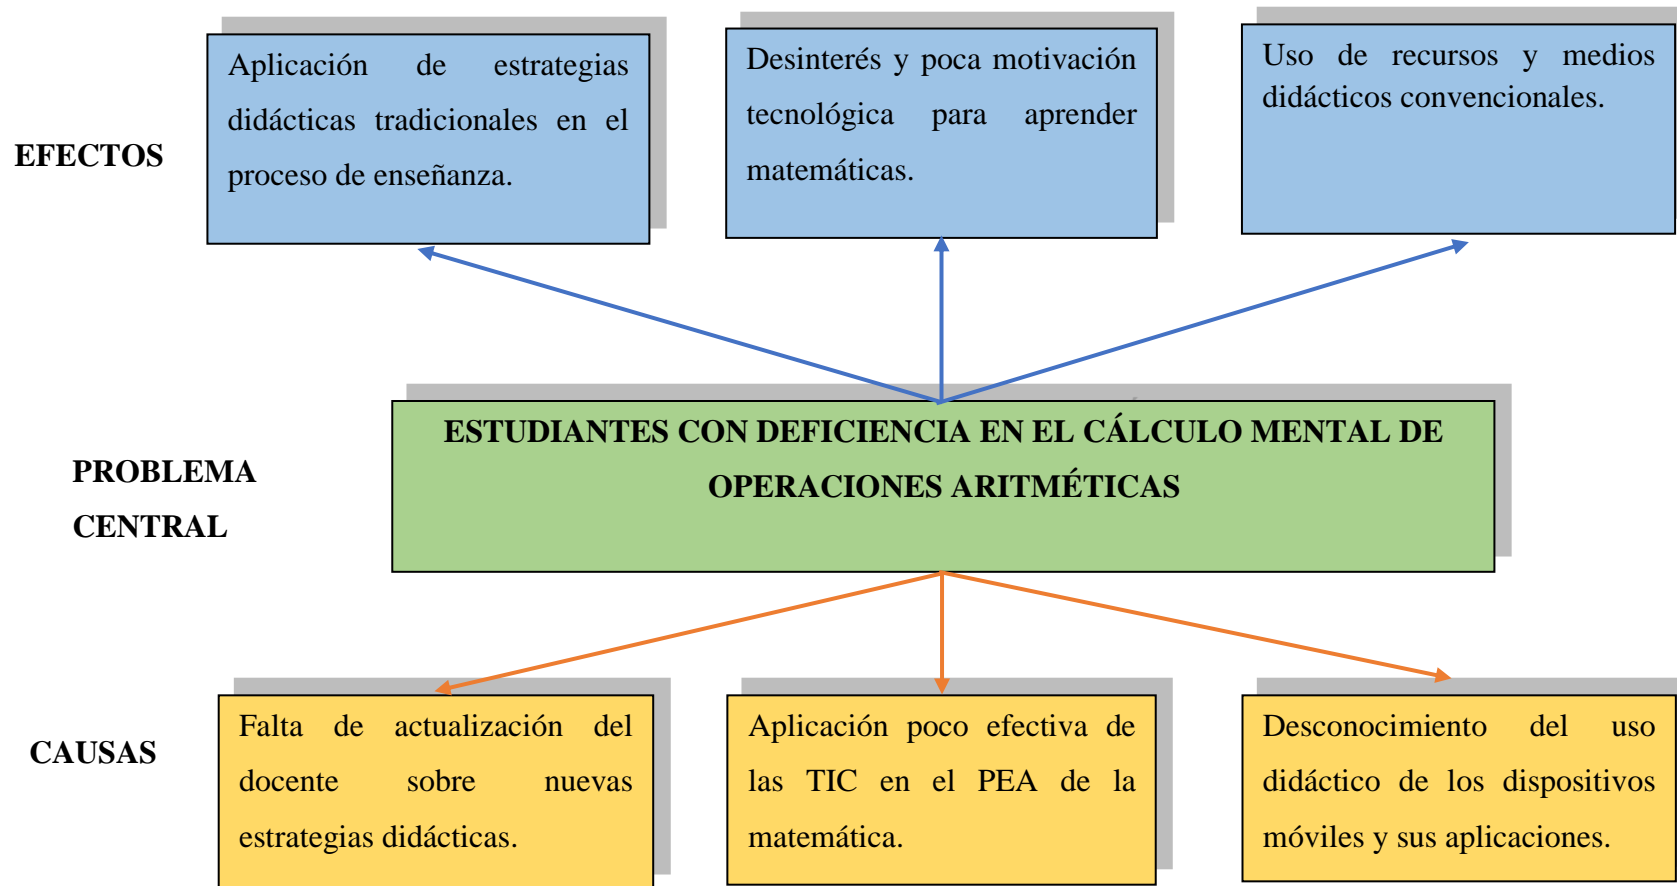 EFECTOS
Aplicación de estrategias
didácticas tradicionales en el
proceso de enseñanza.
Desinterés y poca motivación
tecnológica para aprender
matemáticas.
Uso de recursos y medios
didácticos convencionales.
PROBLEMA
CENTRAL
ESTUDIANTES CON DEFICIENCIA EN EL CÁLCULO MENTAL DE
OPERACIONES ARITMÉTICAS
CAUSAS
Falta de actualización del
docente sobre nuevas
estrategias didácticas.
Aplicación poco efectiva de
las TIC en el PEA de la
matemática.
Desconocimiento del uso
didáctico de los dispositivos
móviles y sus aplicaciones.